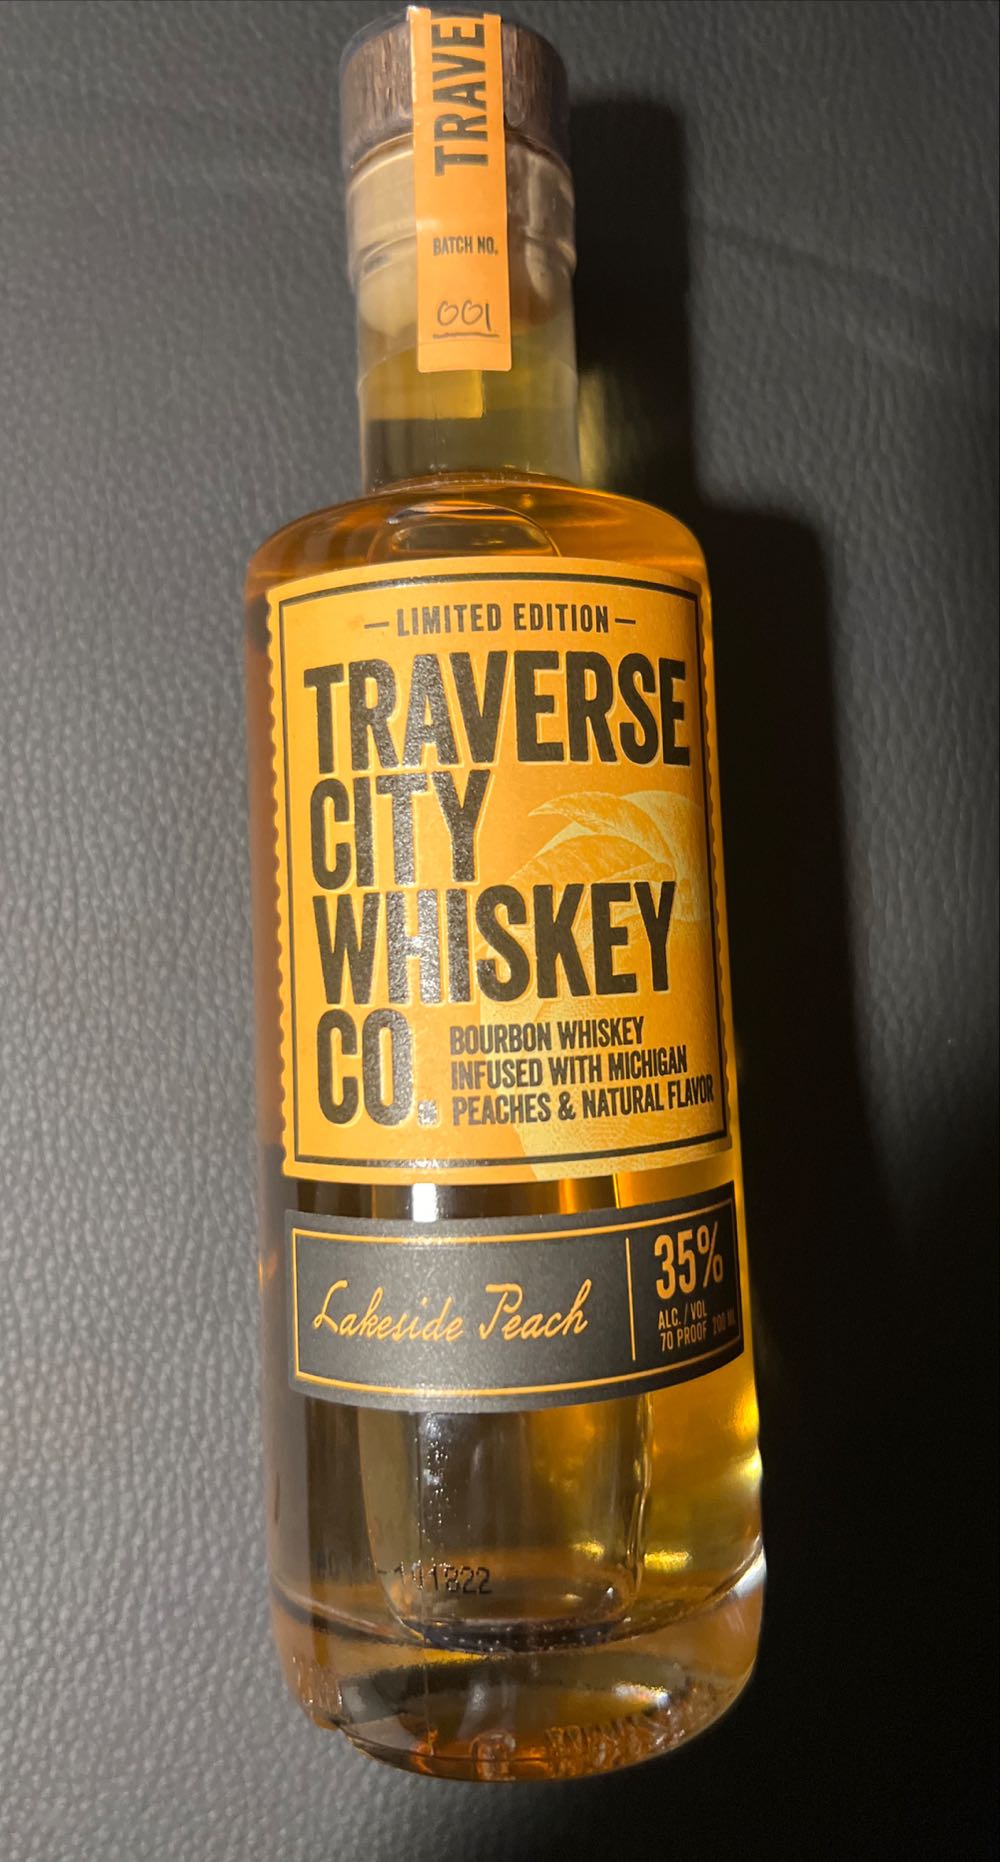 TRAVE
BATCH NO.
001
—LIMITED EDITION—
TRAVERSE
CITY
WHISKEY
CO.
BOURBON WHISKEY
INFUSED WITH MICHIGAN
PEACHES & NATURAL FLAVOR
Lakeside Peach
35%
ALC. / VOL
70 PROOF 200 ML